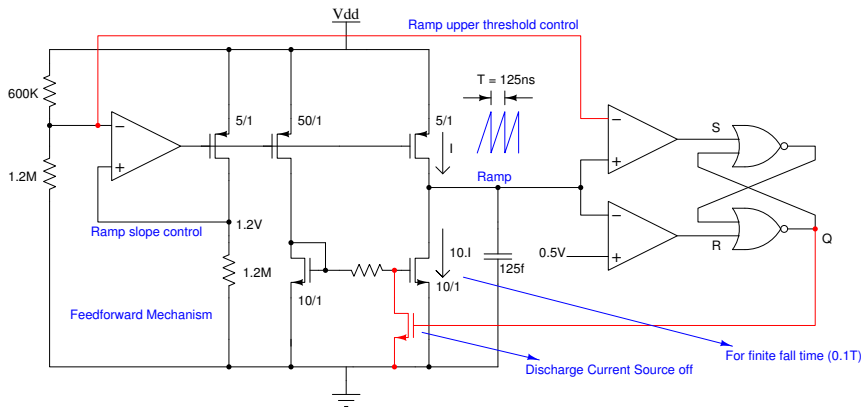 Vdd
Ramp upper threshold control
T = 125ns
600K
5/1
50/1
5/1
S
I
1.2M
Ramp
1.2V
Ramp slope control
Q
R
10.I
0.5V
125f
1.2M
10/1
10/1
Feedforward Mechanism
For finite fall time (0.1T)
Discharge Current Source off